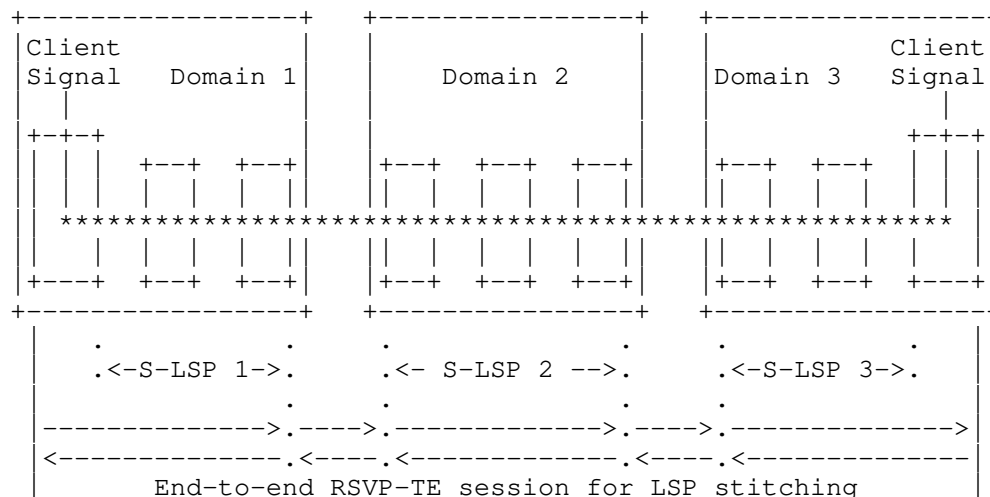 Client Client
Signal Domain 1 Domain 2 Domain 3 Signal
.<-S-LSP 1->. .<- S-LSP 2 -->. .<-S-LSP 3->.
End-to-end RSVP-TE session for LSP stitching